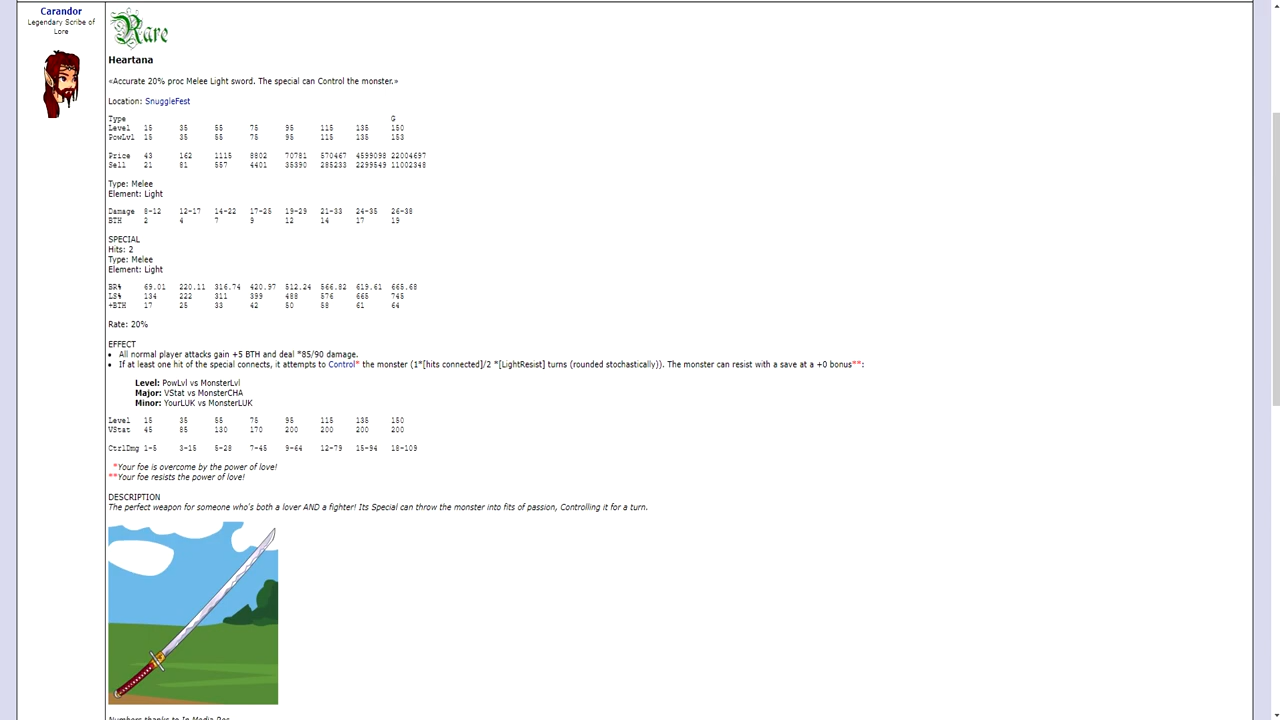 Carandor
Legendary Scribe of
Lore
Rare
Heartana
«Accurate 20% proc Melee Light sword. The special can Control the monster.»
Location: SnuggleFest
Type G
Level 15 35 55 75 95 115 135 150
PowLvl 15 35 55 75 95 115 135 153
Price 43 162 1115 8802 70781 570467 4599098 22004697
Sell 21 81 557 4401 35390 285233 2299549 11002348
Type: Melee
Element: Light
Damage 8-12 12-17 14-22 17-25 19-29 21-33 24-35 26-38
BTH 2 4 7 9 12 14 17 19
SPECIAL
Hits: 2
Type: Melee
Element: Light
BR% 69.01 220.11 316.74 420.97 512.24 566.82 619.61 665.68
LS% 134 222 311 399 488 576 665 745
+BTH 17 25 33 42 50 58 61 64
Rate: 20%
EFFECT
• All normal player attacks gain +5 BTH and deal *85/90 damage.
• If at least one hit of the special connects, it attempts to Control* the monster (1*[hits connected]/2 *[LightResist] turns (rounded stochastically)). The monster can resist with a save at a +0 bonus**:
Level: PowLvl vs MonsterLvl
Major: VStat vs MonsterCHA
Minor: YourLUK vs MonsterLUK
Level 15 35 55 75 95 115 135 150
VStat 45 85 130 170 200 200 200 200
CtrlDmg 1-5 3-15 5-28 7-45 9-64 12-79 15-94 18-109
*Your foe is overcome by the power of love!
**Your foe resists the power of love!
DESCRIPTION
The perfect weapon for someone who's both a lover AND a fighter! Its Special can throw the monster into fits of passion, Controlling it for a turn.
Numbers thanks to In Media Res.